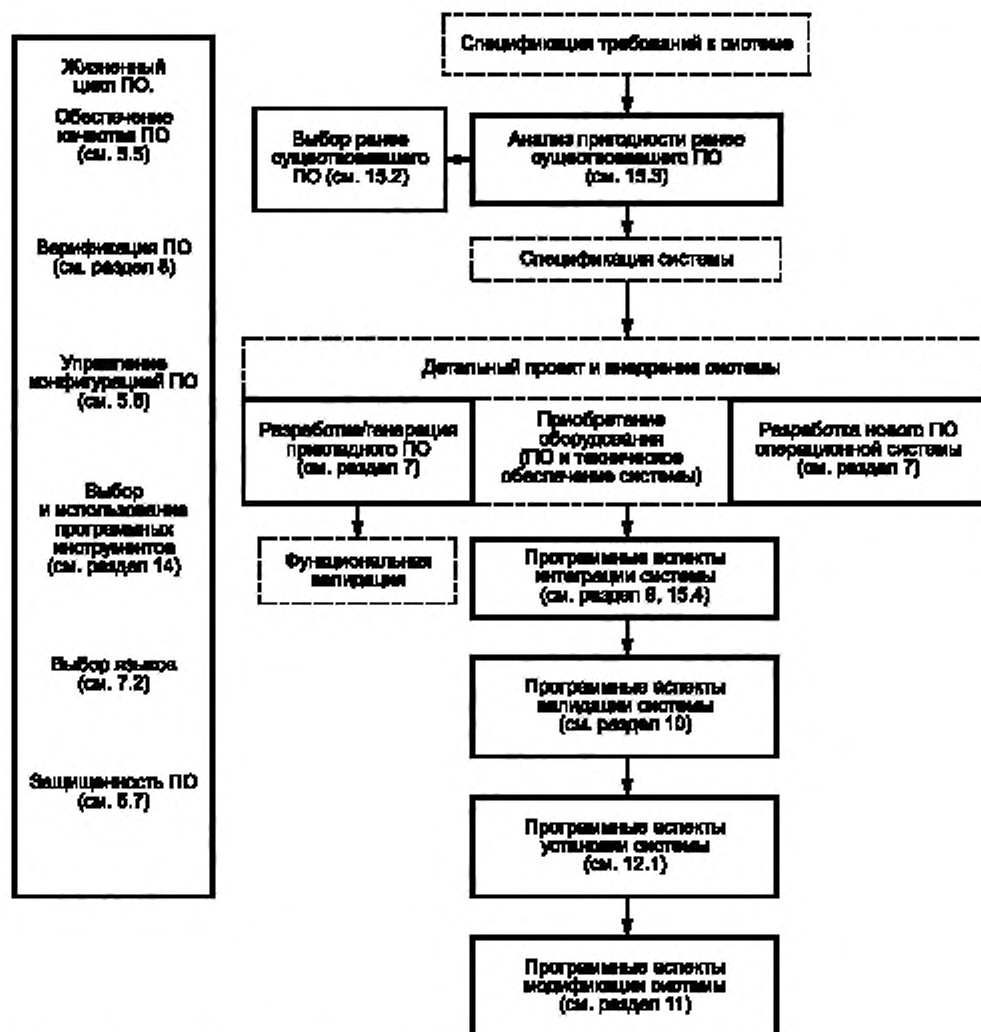 Жизненный
цикл ПО.
Обеспечение
качества ПО
(см. 5.5)
Верификация ПО
(см. раздел 8)
Управление
конфигурацией ПО
(см. 5.6)
Выбор
и использование
программных
инструментов
(см. раздел 14)
Выбор языка
(см. 7.2)
Защищенность ПО
(см. 5.7)
Спецификация требований к системе
Выбор ранее
существовавшего
ПО (см. 15.2)
Анализ пригодности ранее
существовавшего ПО
(см. 15.3)
Спецификация системы
Детальный проект и внедрение системы
Разработка/генерация
прикладного ПО
(см. раздел 7)
Приобретение
оборудования
(ПО и техническое
обеспечение системы)
Разработка нового ПО
операционной системы
(см. раздел 7)
Функциональная
валидация
Программные аспекты
интеграции системы
(см. раздел 9, 15.4)
Программные аспекты
валидации системы
(см. раздел 10)
Программные аспекты
установки системы
(см. 12.1)
Программные аспекты
модификации системы
(см. раздел 11)